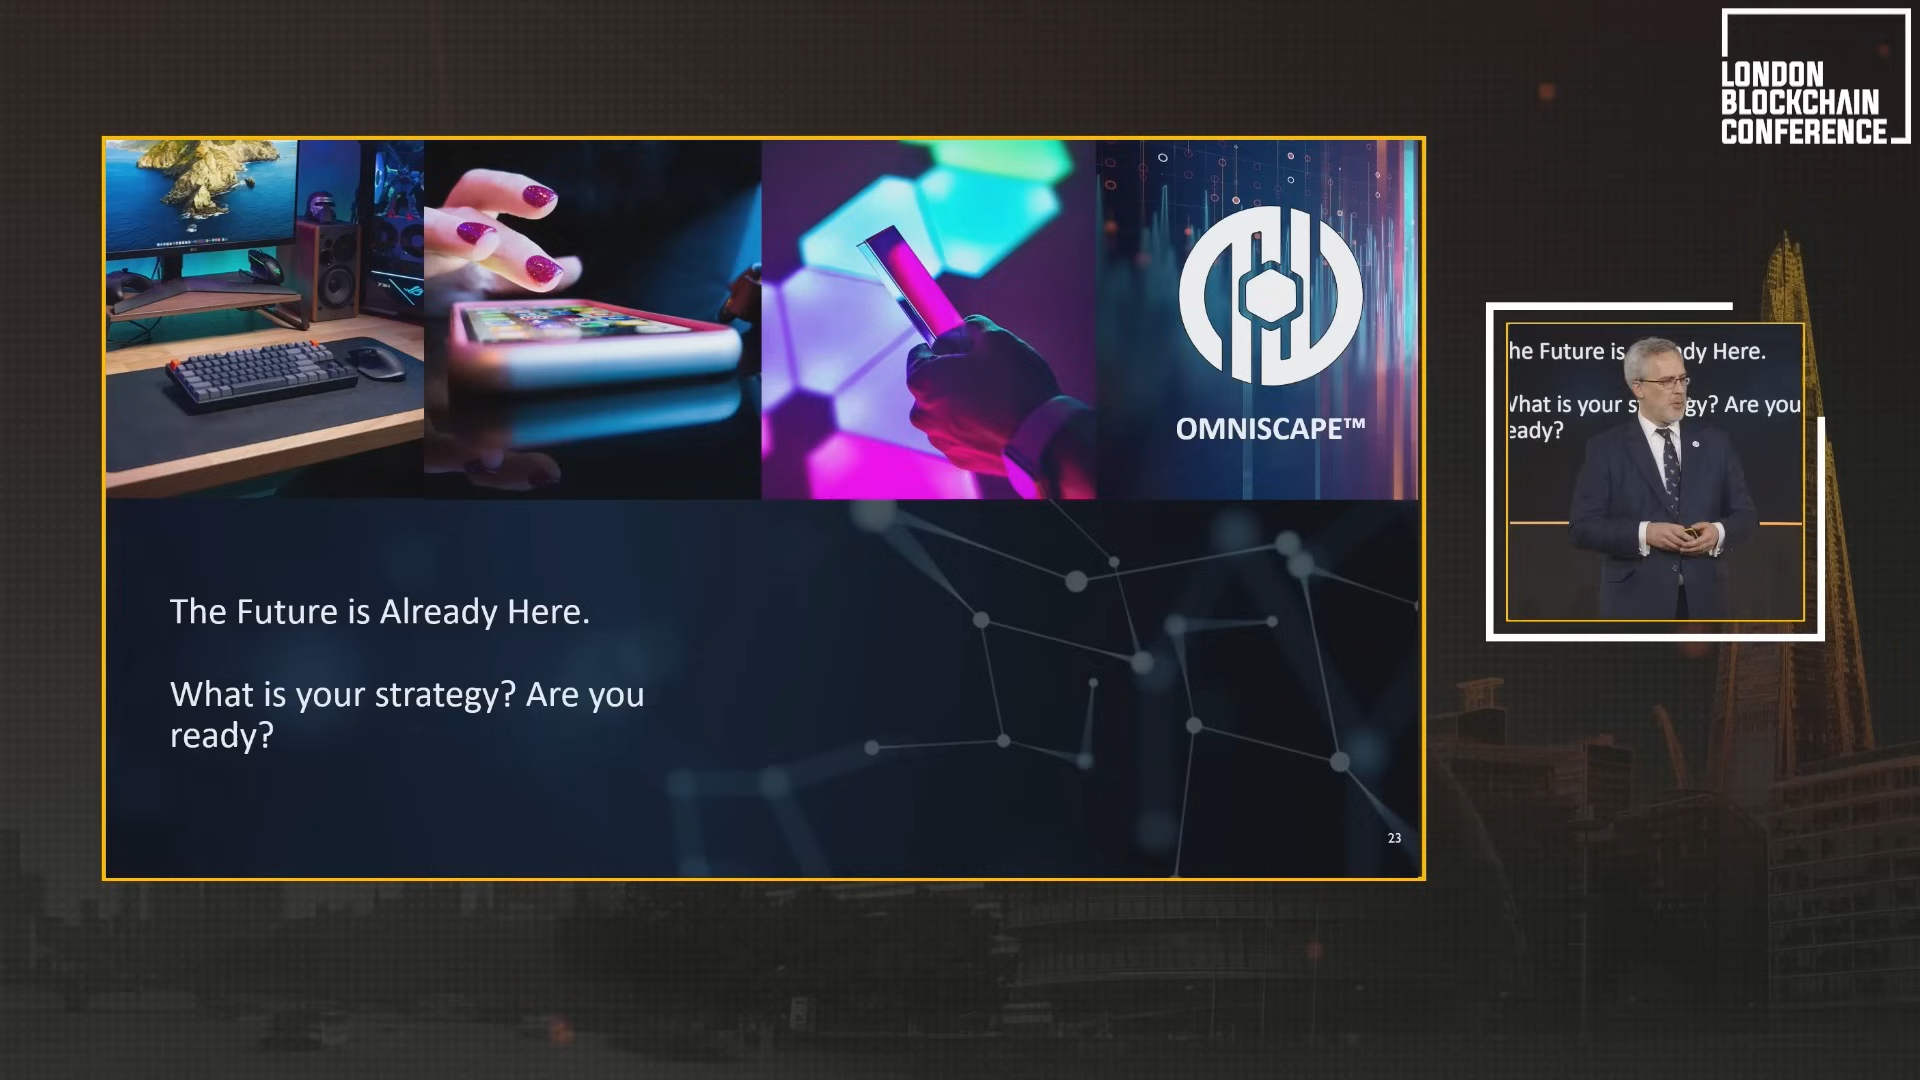 LONDON
BLOCKCHAIN
CONFERENCE
OMNISCAPE™
The Future is Already Here.
What is your strategy? Are you
ready?
23
he Future is dy Here.
hat is your s gy? Are you
eady?